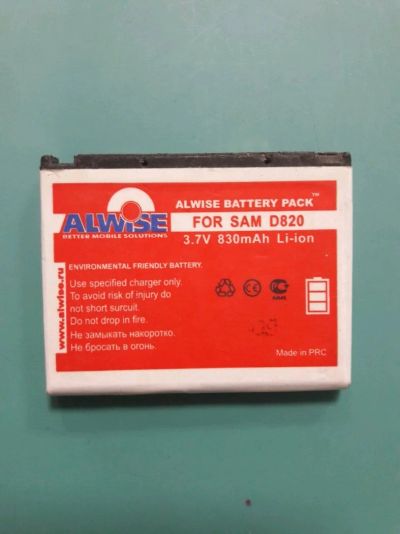 ALWISE
BETTER MOBILE SOLUTIONS
ALWISE BATTERY PACK™
FOR SAM D820
3.7V 830mAh Li-ion
ENVIRONMENTAL FRIENDLY BATTERY.
www.alwise.ru
Use specified charger only.
To avoid risk of injury do
not short surcuit.
Do not drop in fire.
Не замыкать накоротко.
Не бросать в огонь.
Made in PRC